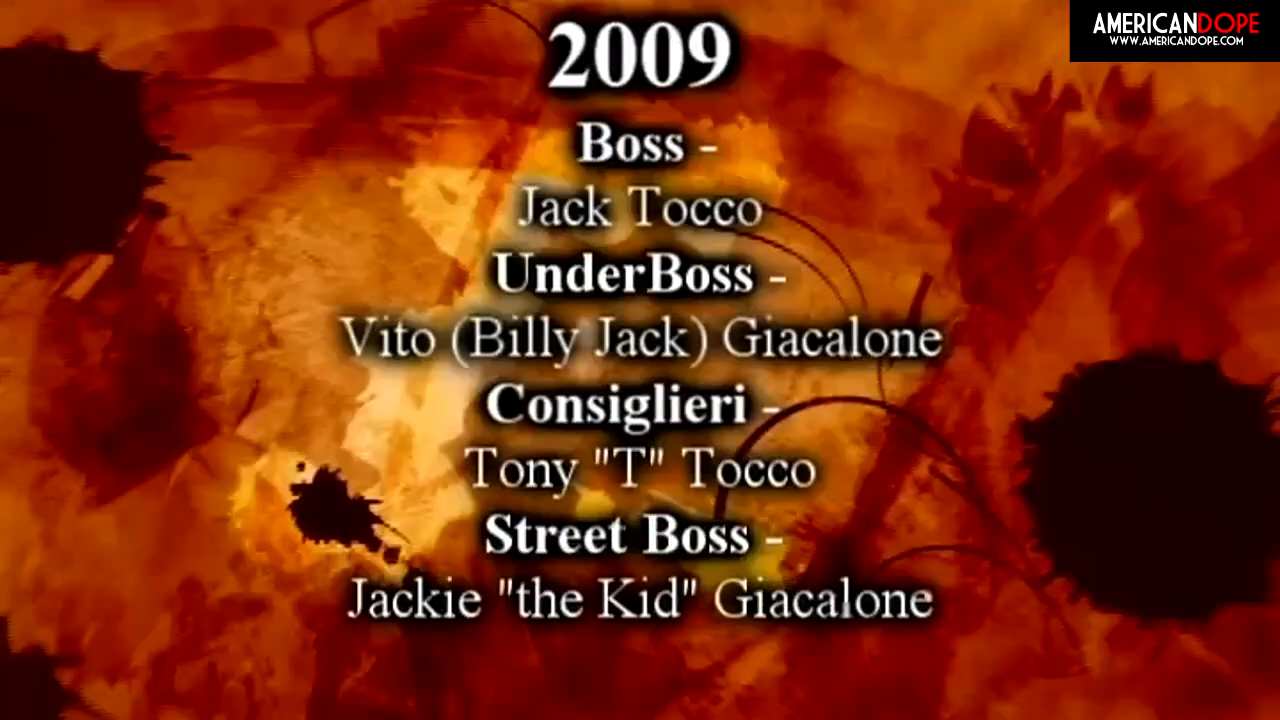 AMERICANDOPE
WWW.AMERICANDOPE.COM
2009
Boss -
Jack Tocco
UnderBoss -
Vito (Billy Jack) Giacalone
Consiglieri -
Tony "T" Tocco
Street Boss -
Jackie "the Kid" Giacalone